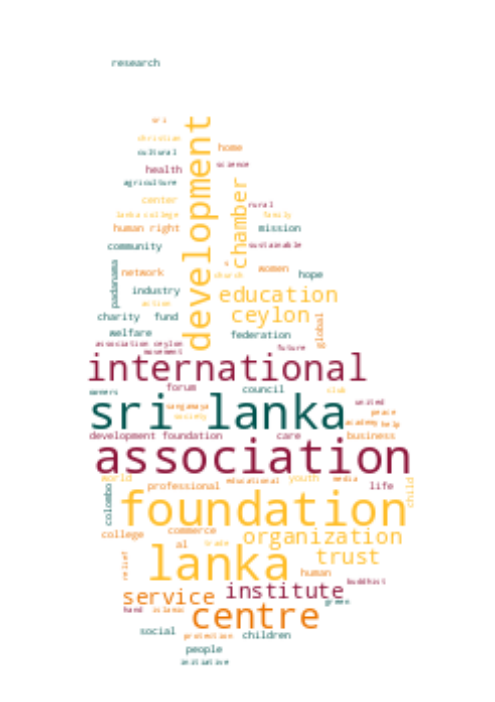 research
sri
christian
cultural
home
health
science
agriculture
development
chamber
center
rural
lanka college
family
human right
mission
community
sustainable
padanama
network
s
women
church
hope
industry
education
action
charity
fund
ceylon
global
welfare
federation
association ceylon
future
movement
international
forum
council
club
owners
sri lanka
sangamaya
united
society
peace
academy
help
development foundation
care
business
association
world
educational
youth
media
professional
life
child
colombo
foundation
college
commerce
organization
al
trade
trust
relief
lanka
human
buddhist
service
institute
green
hand
islamic
centre
social
protection
children
people
initiative